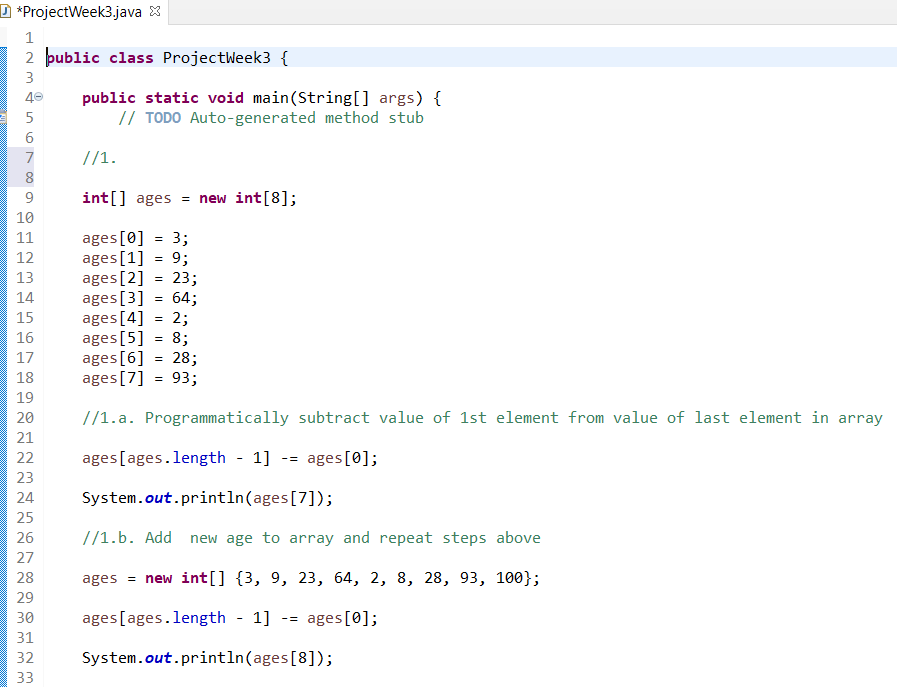 *ProjectWeek3.java
1
2 public class ProjectWeek3 {
3
4 public static void main(String[] args) {
5 // TODO Auto-generated method stub
6
7 //1.
8
9 int[] ages = new int[8];
10
11 ages[0] = 3;
12 ages[1] = 9;
13 ages[2] = 23;
14 ages[3] = 64;
15 ages[4] = 2;
16 ages[5] = 8;
17 ages[6] = 28;
18 ages[7] = 93;
19
20 //1.a. Programmatically subtract value of 1st element from value of last element in array
21
22 ages[ages.length - 1] -= ages[0];
23
24 System.out.println(ages[7]);
25
26 //1.b. Add  new age to array and repeat steps above
27
28 ages = new int[] {3, 9, 23, 64, 2, 8, 28, 93, 100};
29
30 ages[ages.length - 1] -= ages[0];
31
32 System.out.println(ages[8]);
33